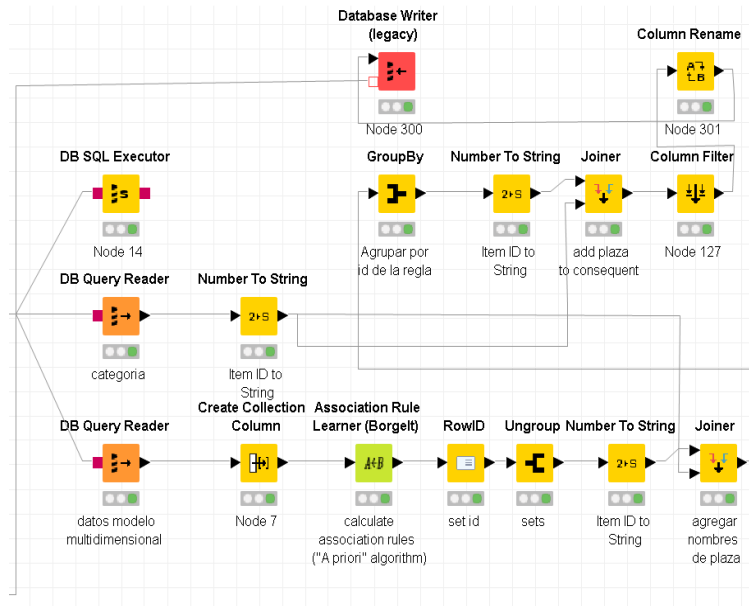 Database Writer
(legacy)
Column Rename
Node 300
Node 301
DB SQL Executor
GroupBy
Number To String
Joiner
Column Filter
S
2▸S
Node 14
Agrupar por
id de la regla
Item ID to
String
add plaza
to consequent
Node 127
DB Query Reader
Number To String
2▸S
categoria
Item ID to
String
DB Query Reader
Create Collection
Column
Association Rule
Learner (Borgelt)
RowID
Ungroup
Number To String
Joiner
A€B
2▸S
datos modelo
multidimensional
Node 7
calculate
association rules
("A priori" algorithm)
set id
sets
Item ID to
String
agregar
nombres
de plaza